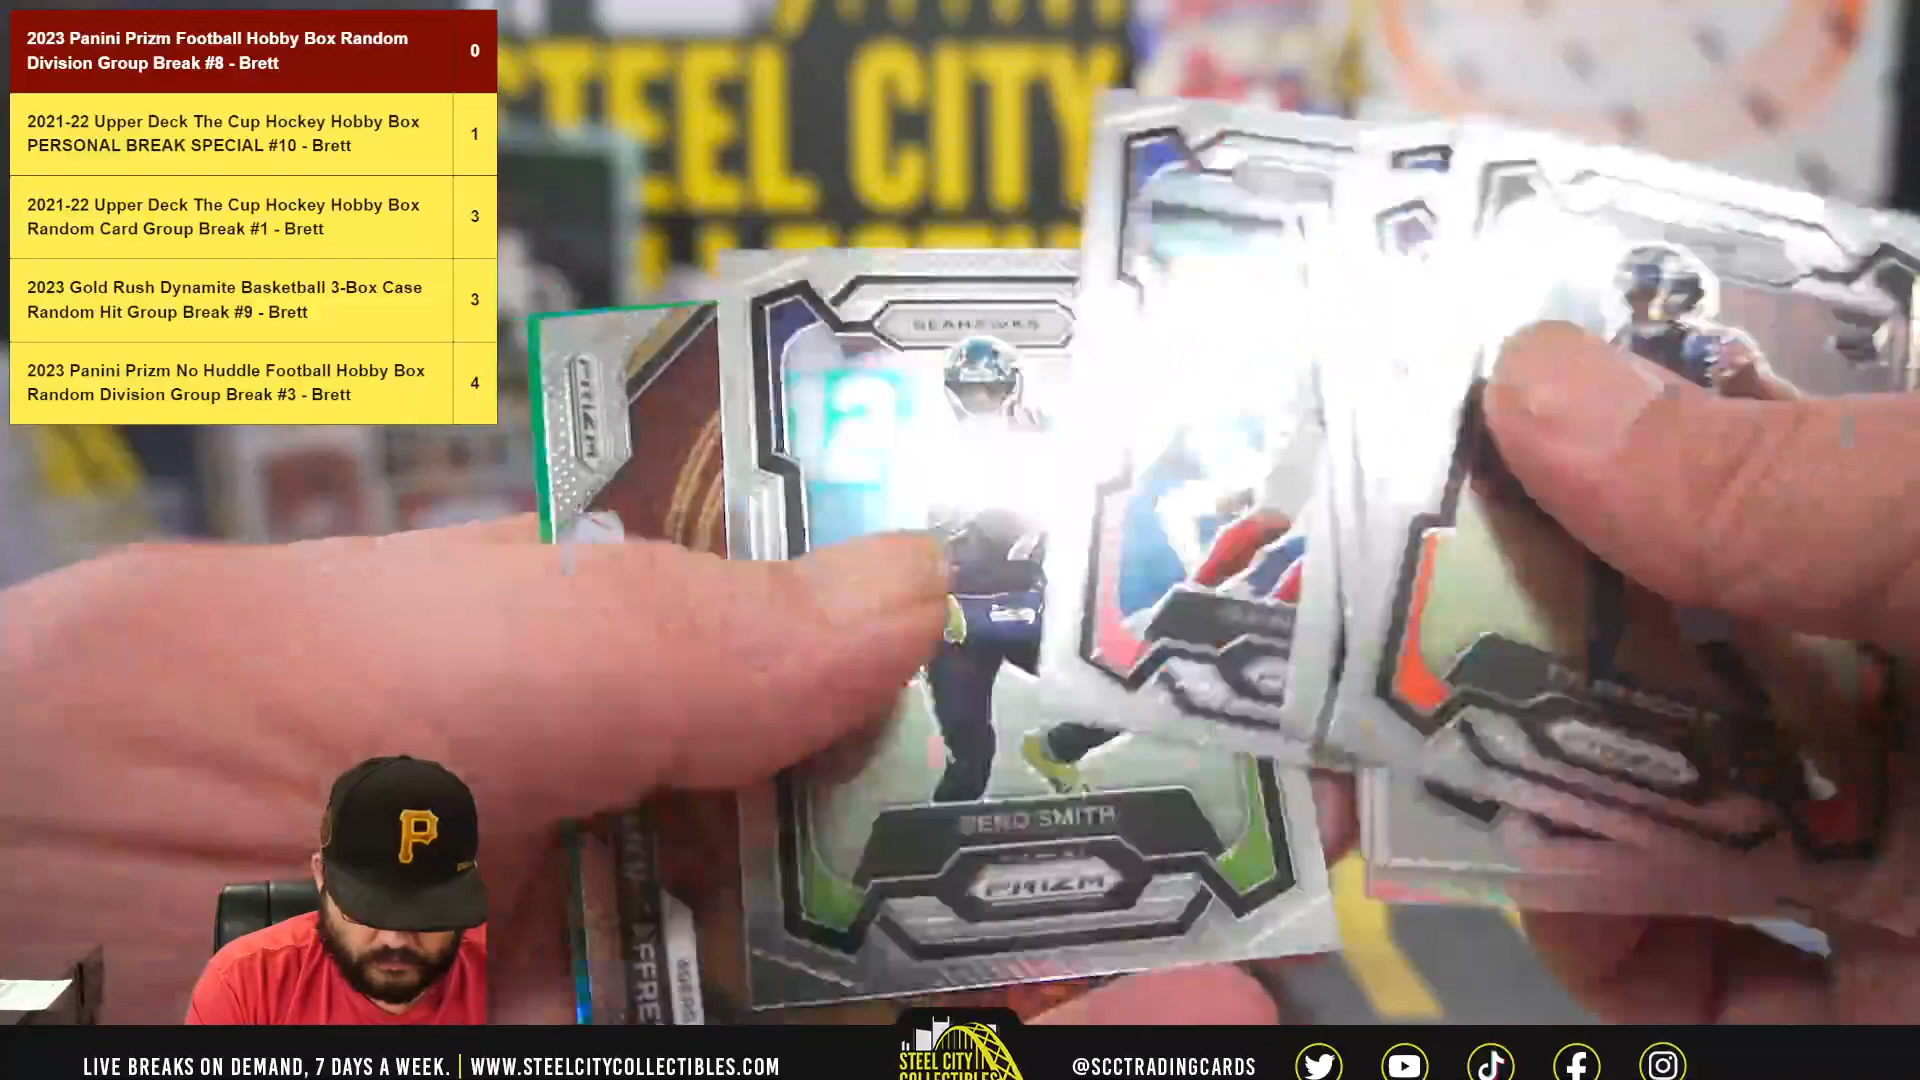 2023 Panini Prizm Football Hobby Box Random
Division Group Break #8 - Brett
0
2021-22 Upper Deck The Cup Hockey Hobby Box
PERSONAL BREAK SPECIAL #10 - Brett
1
2021-22 Upper Deck The Cup Hockey Hobby Box
Random Card Group Break #1 - Brett
3
2023 Gold Rush Dynamite Basketball 3-Box Case
Random Hit Group Break #9 - Brett
3
2023 Panini Prizm No Huddle Football Hobby Box
Random Division Group Break #3 - Brett
4
STEEL CITY
PRIZM
SEAHAWKS
12
SMITH
PRIZM
49ERS
P
LIVE BREAKS ON DEMAND, 7 DAYS A WEEK. | WWW.STEELCITYCOLLECTIBLES.COM
STEEL CITY
COLLECTIBLES
@SCCTRADINGCARDS